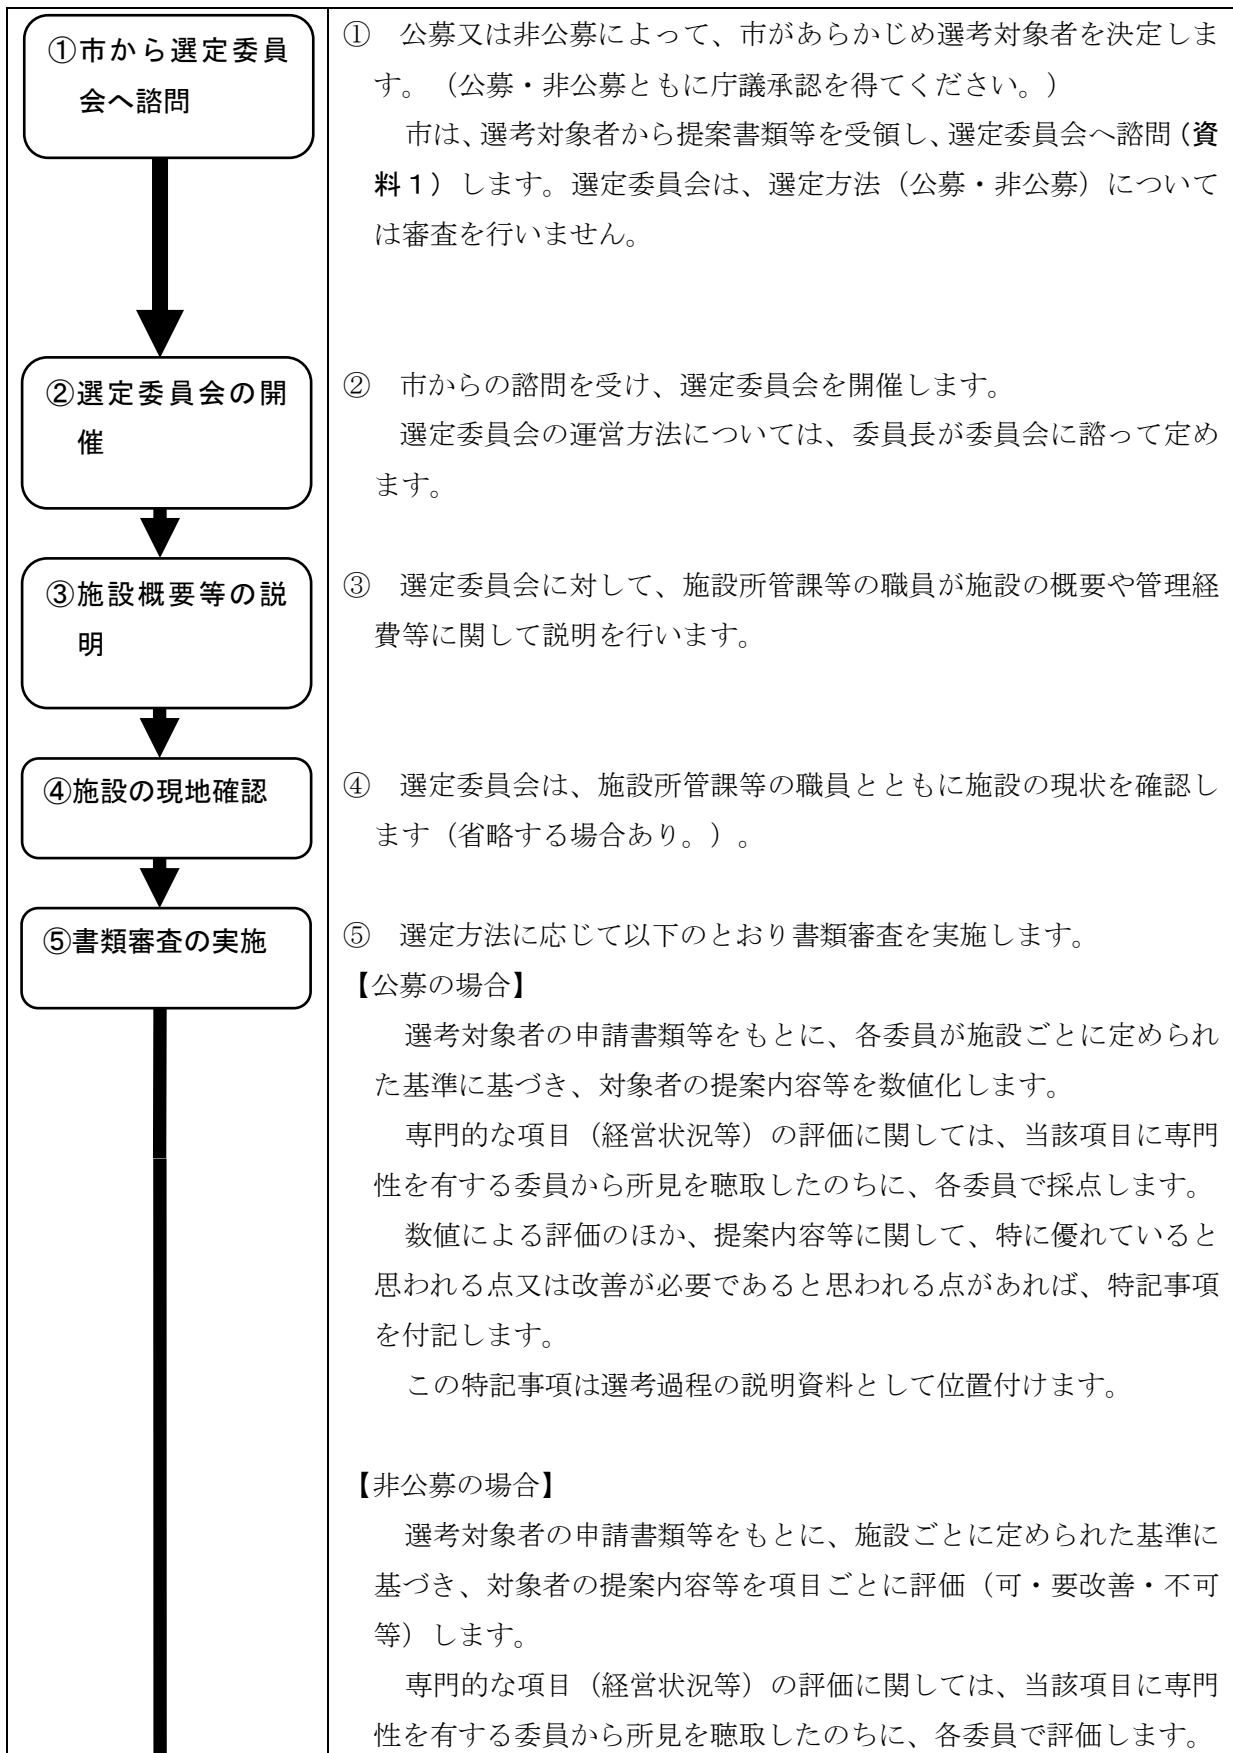 ①市から選定委員
会へ諮問
① 公募又は非公募によって、市があらかじめ選考対象者を決定しま
す。（公募・非公募ともに庁議承認を得てください。）
市は、選考対象者から提案書類等を受領し、選定委員会へ諮問（資
料１）します。選定委員会は、選定方法（公募・非公募）について
は審査を行いません。
②選定委員会の開
催
② 市からの諮問を受け、選定委員会を開催します。
選定委員会の運営方法については、委員長が委員会に諮って定め
ます。
③施設概要等の説
明
③ 選定委員会に対して、施設所管課等の職員が施設の概要や管理経
費等に関して説明を行います。
④施設の現地確認
④ 選定委員会は、施設所管課等の職員とともに施設の現状を確認し
ます（省略する場合あり。）。
⑤書類審査の実施
⑤ 選定方法に応じて以下のとおり書類審査を実施します。
【公募の場合】
選考対象者の申請書類等をもとに、各委員が施設ごとに定められ
た基準に基づき、対象者の提案内容等を数値化します。
専門的な項目（経営状況等）の評価に関しては、当該項目に専門
性を有する委員から所見を聴取したのちに、各委員で採点します。
数値による評価のほか、提案内容等に関して、特に優れていると
思われる点又は改善が必要であると思われる点があれば、特記事項
を付記します。
この特記事項は選考過程の説明資料として位置付けます。
【非公募の場合】
選考対象者の申請書類等をもとに、施設ごとに定められた基準に
基づき、対象者の提案内容等を項目ごとに評価（可・要改善・不可
等）します。
専門的な項目（経営状況等）の評価に関しては、当該項目に専門
性を有する委員から所見を聴取したのちに、各委員で評価します。